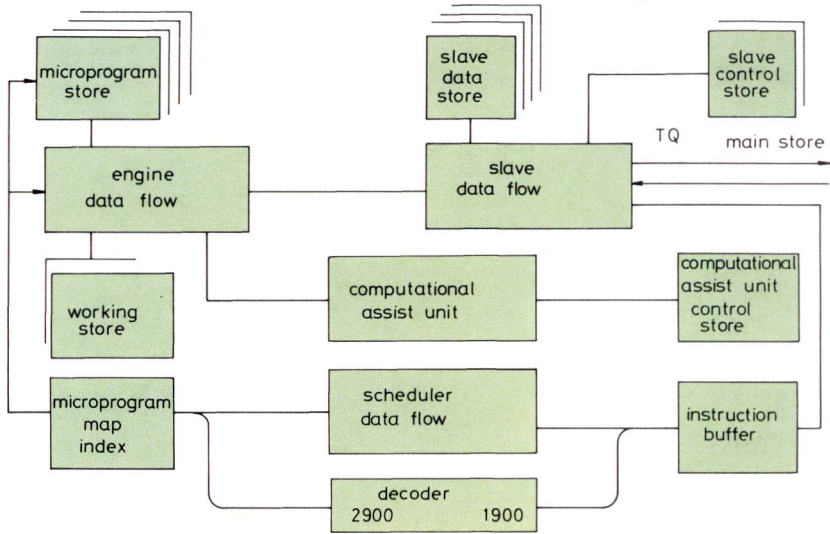 microprogram
store
slave
data
store
slave
control
store
TQ main store
engine
data flow
slave
data flow
working
store
computational
assist unit
computational
assist unit
control
store
microprogram
map
index
scheduler
data flow
instruction
buffer
decoder
2900 1900